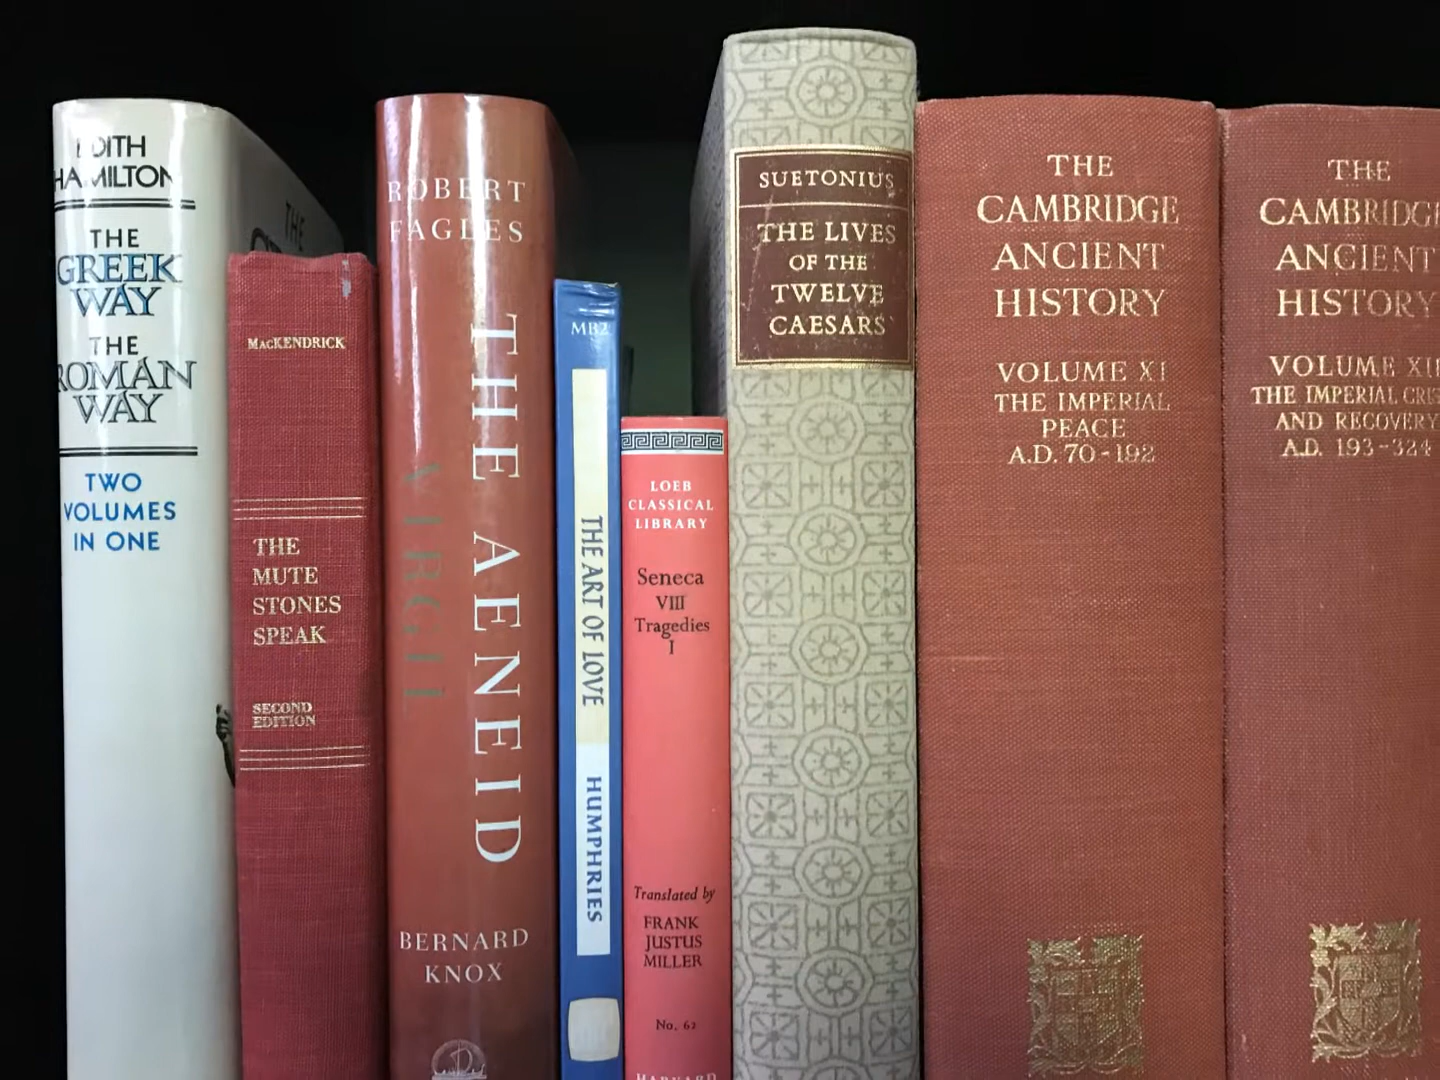 EDITH
HAMILTON
THE
GREEK
WAY
THE
ROMAN
WAY
TWO
VOLUMES
IN ONE
THE
MACKENDRICK
THE
MUTE
STONES
SPEAK
SECOND
EDITION
ROBERT
FAGLES
VIRGIL
THE AENEID
BERNARD
KNOX
MB2
THE ART OF LOVE
HUMPHRIES
LOEB
CLASSICAL
LIBRARY
Seneca
VIII
Tragedies
I
Translated by
FRANK
JUSTUS
MILLER
No. 62
HARVARD
SUETONIUS
THE LIVES
OF THE
TWELVE
CAESARS
THE
CAMBRIDGE
ANCIENT
HISTORY
VOLUME XI
THE IMPERIAL
PEACE
A.D. 70-192
THE
CAMBRIDGE
ANCIENT
HISTORY
VOLUME XII
THE IMPERIAL CRIS
AND RECOVERY
A.D. 193-324